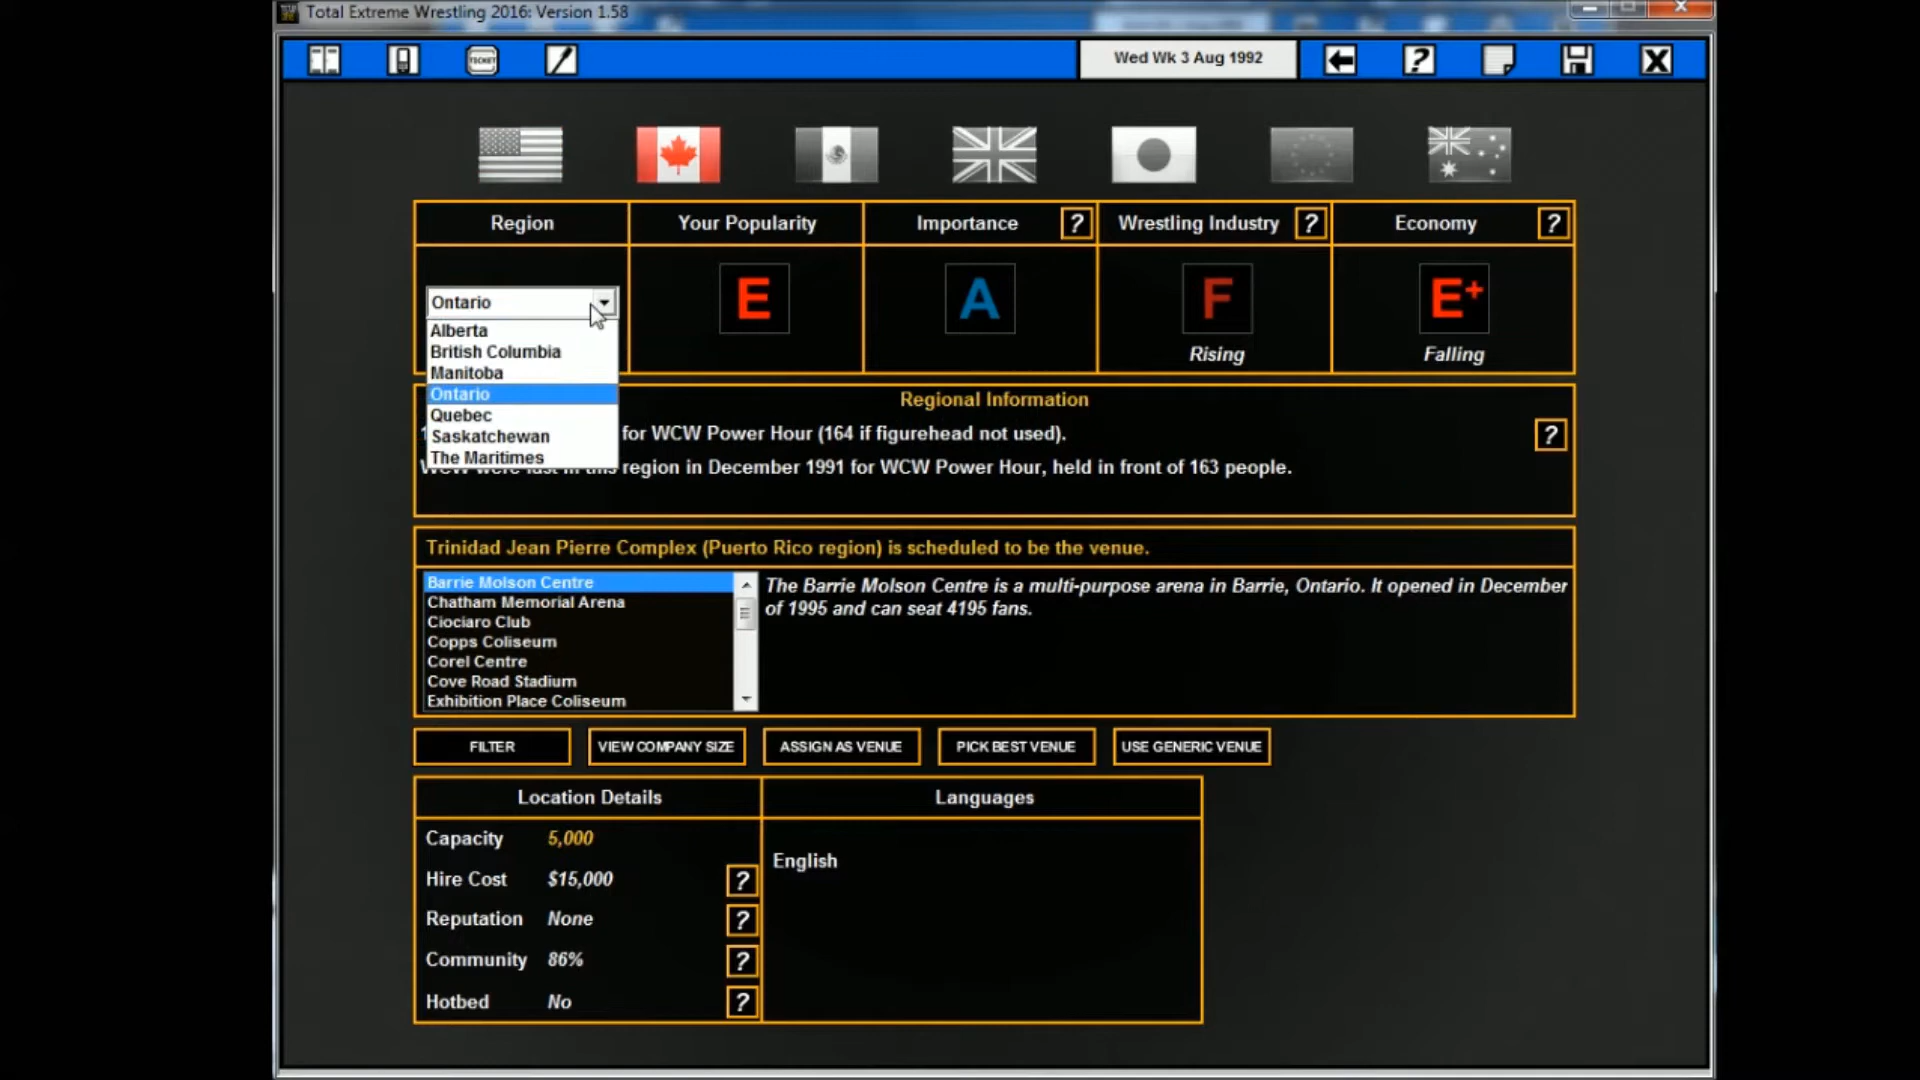 Total Extreme Wrestling 2016: Version 1.58
TICKET
Wed Wk 3 Aug 1992
?
X
Region
Your Popularity
Importance
?
Wrestling Industry
?
Economy
?
Ontario
E
A
F
E+
Rising
Falling
Alberta
British Columbia
Manitoba
Ontario
Quebec
Saskatchewan
The Maritimes
Regional Information
for WCW Power Hour (164 if figurehead not used).
?
region in December 1991 for WCW Power Hour, held in front of 163 people.
Trinidad Jean Pierre Complex (Puerto Rico region) is scheduled to be the venue.
Barrie Molson Centre
Chatham Memorial Arena
Ciociaro Club
Copps Coliseum
Corel Centre
Cove Road Stadium
Exhibition Place Coliseum
The Barrie Molson Centre is a multi-purpose arena in Barrie, Ontario. It opened in December
of 1995 and can seat 4195 fans.
FILTER
VIEW COMPANY SIZE
ASSIGN AS VENUE
PICK BEST VENUE
USE GENERIC VENUE
Location Details
Languages
Capacity 5,000
Hire Cost $15,000 ?
Reputation None ?
Community 86% ?
Hotbed No ?
English